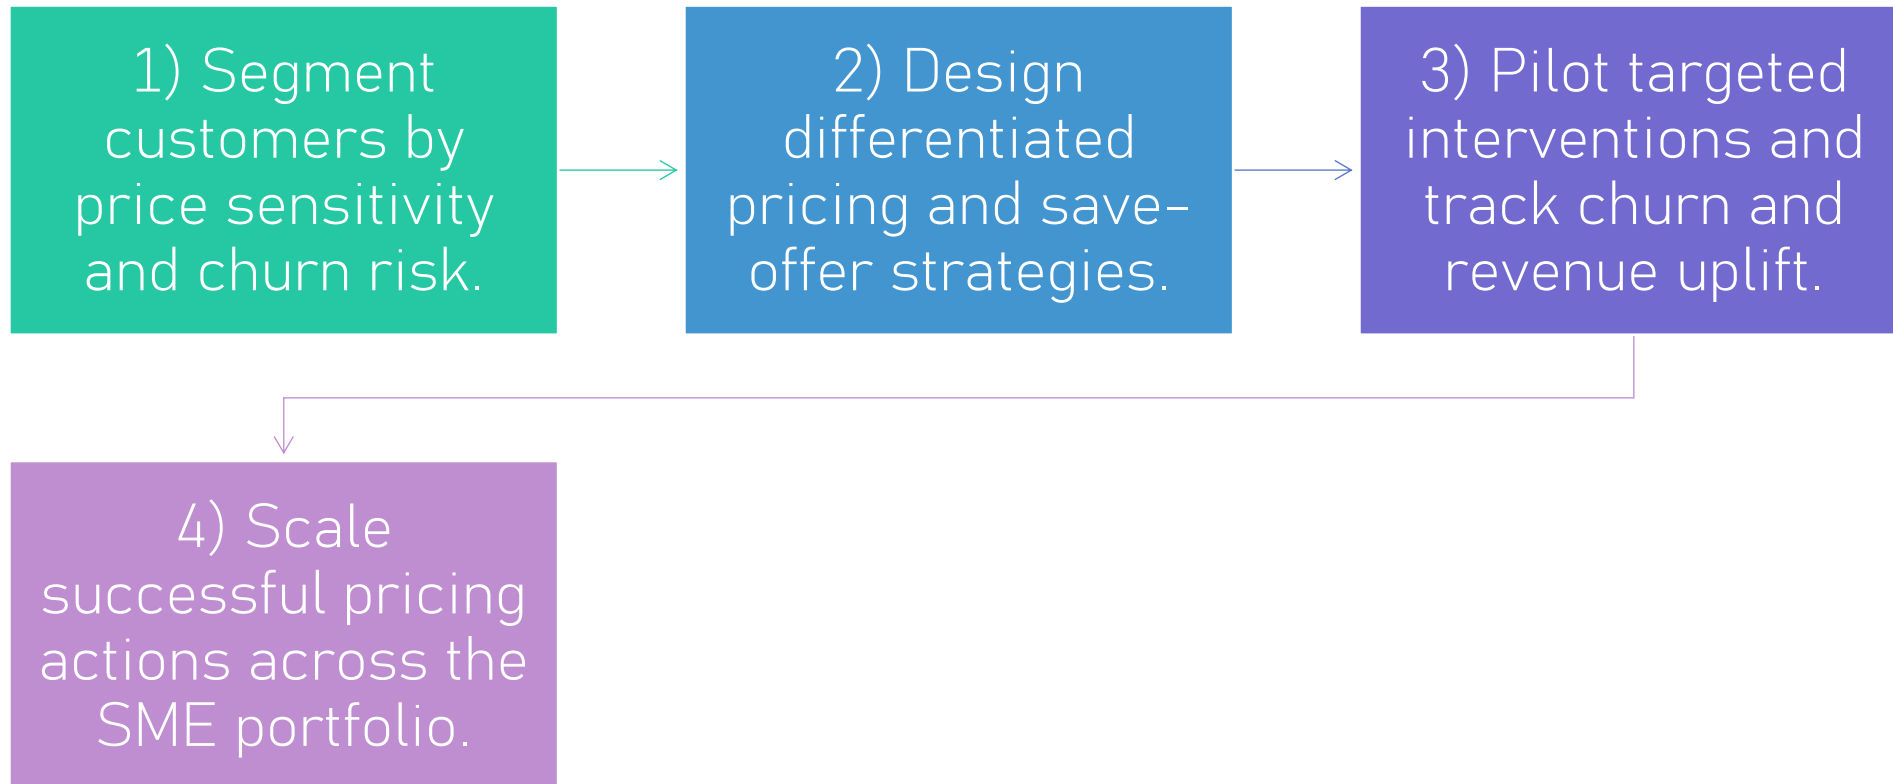 1) Segment
customers by
price sensitivity
and churn risk.
2) Design
differentiated
pricing and save-
offer strategies.
3) Pilot targeted
interventions and
track churn and
revenue uplift.
4) Scale
successful pricing
actions across the
SME portfolio.